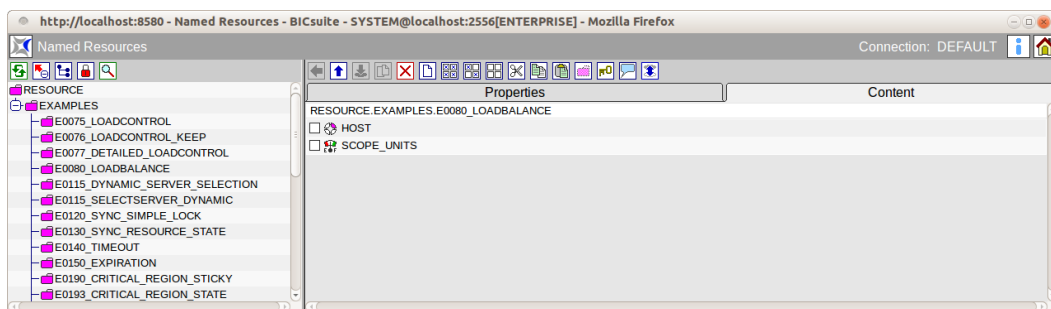 http://localhost:8580 - Named Resources - BICsuite - SYSTEM@localhost:2556[ENTERPRISE] - Mozilla Firefox
Named Resources
Connection: DEFAULT
RESOURCE
EXAMPLES
E0075_LOADCONTROL
E0076_LOADCONTROL_KEEP
E0077_DETAILED_LOADCONTROL
E0080_LOADBALANCE
E0115_DYNAMIC_SERVER_SELECTION
E0115_SELECTSERVER_DYNAMIC
E0120_SYNC_SIMPLE_LOCK
E0130_SYNC_RESOURCE_STATE
E0140_TIMEOUT
E0150_EXPIRATION
E0190_CRITICAL_REGION_STICKY
E0193_CRITICAL_REGION_STATE
Properties
Content
RESOURCE.EXAMPLES.E0080_LOADBALANCE
HOST
SCOPE_UNITS